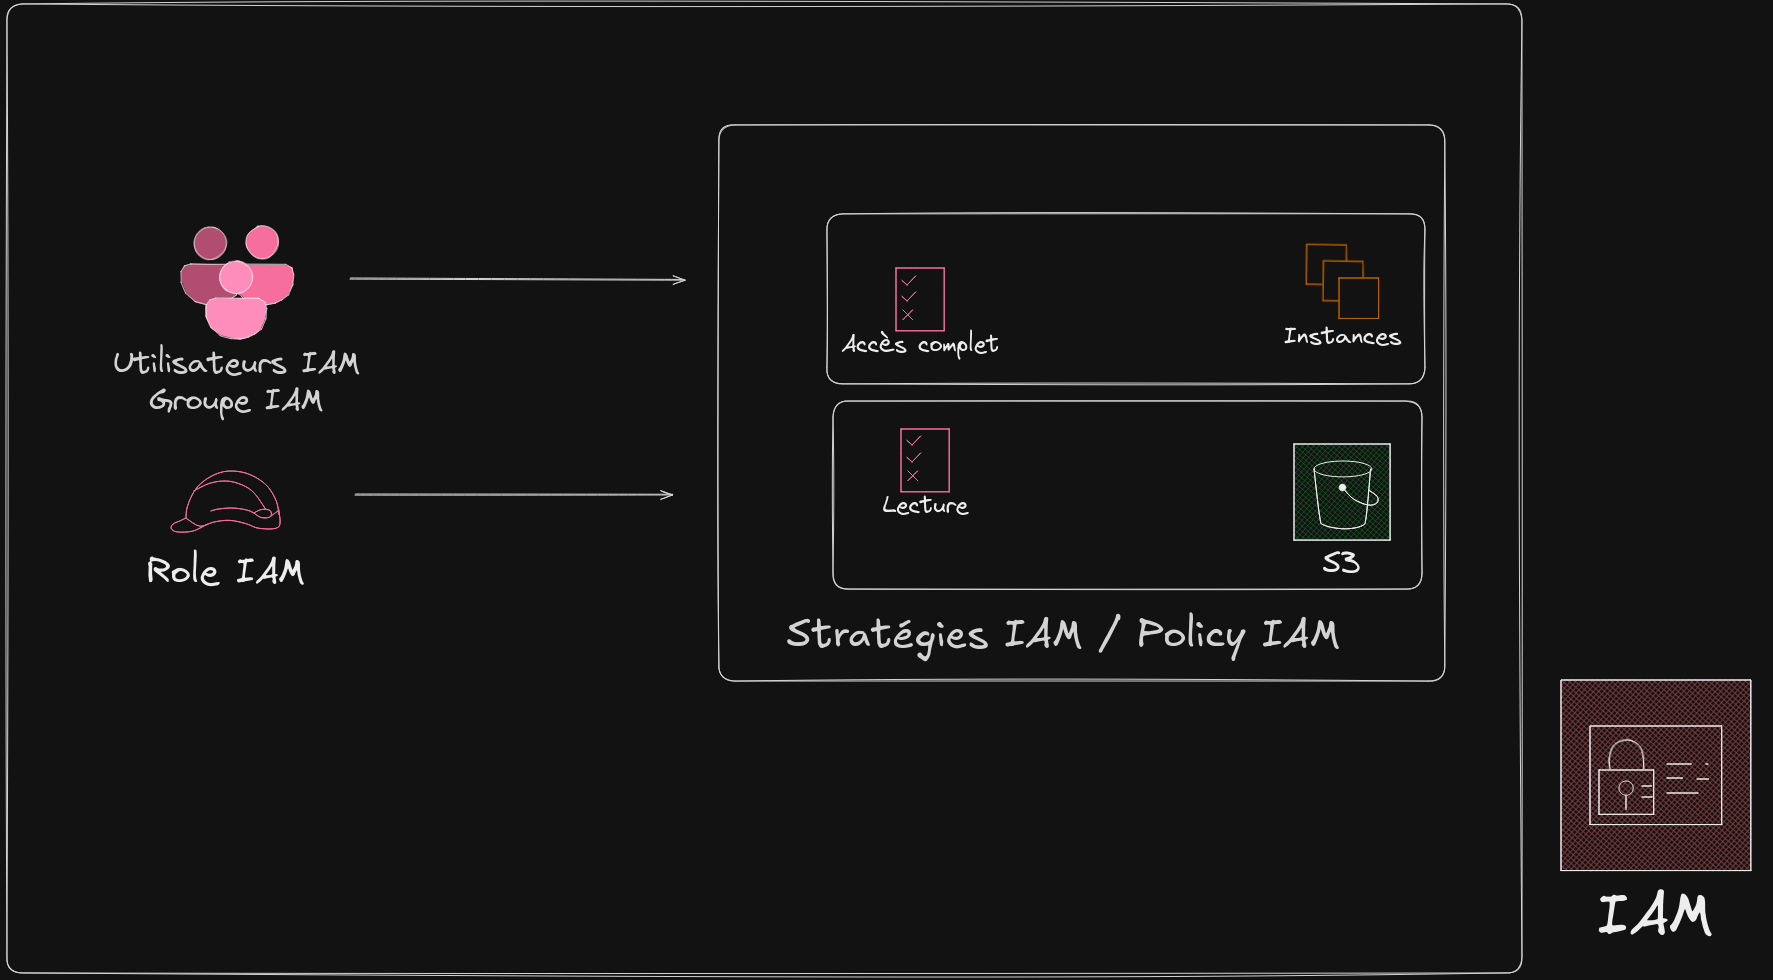 Utilisateurs IAM
Groupe IAM
Role IAM
Accès complet
Instances
Lecture
S3
Stratégies IAM / Policy IAM
IAM